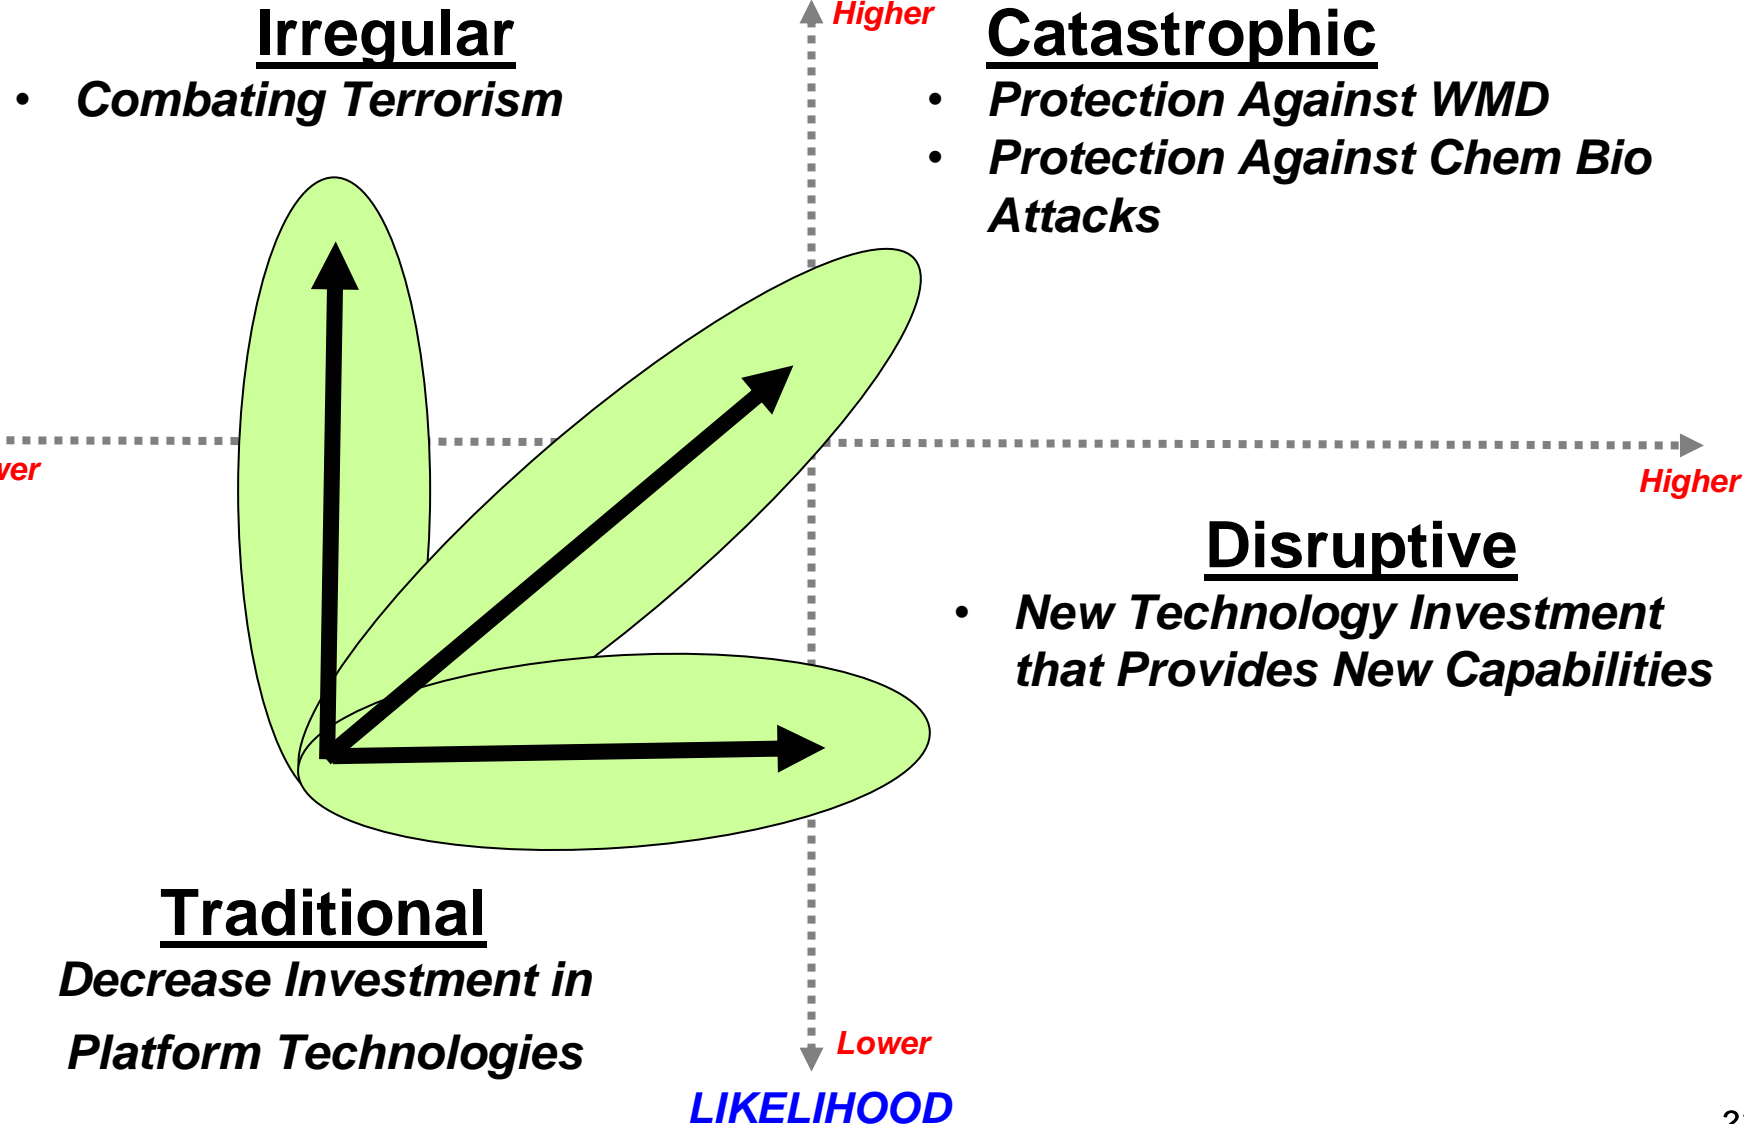 Irregular
• Combating Terrorism
Higher
Catastrophic
• Protection Against WMD
• Protection Against Chem Bio
Attacks
Higher
Disruptive
• New Technology Investment
that Provides New Capabilities
Traditional
Decrease Investment in
Platform Technologies
Lower
LIKELIHOOD